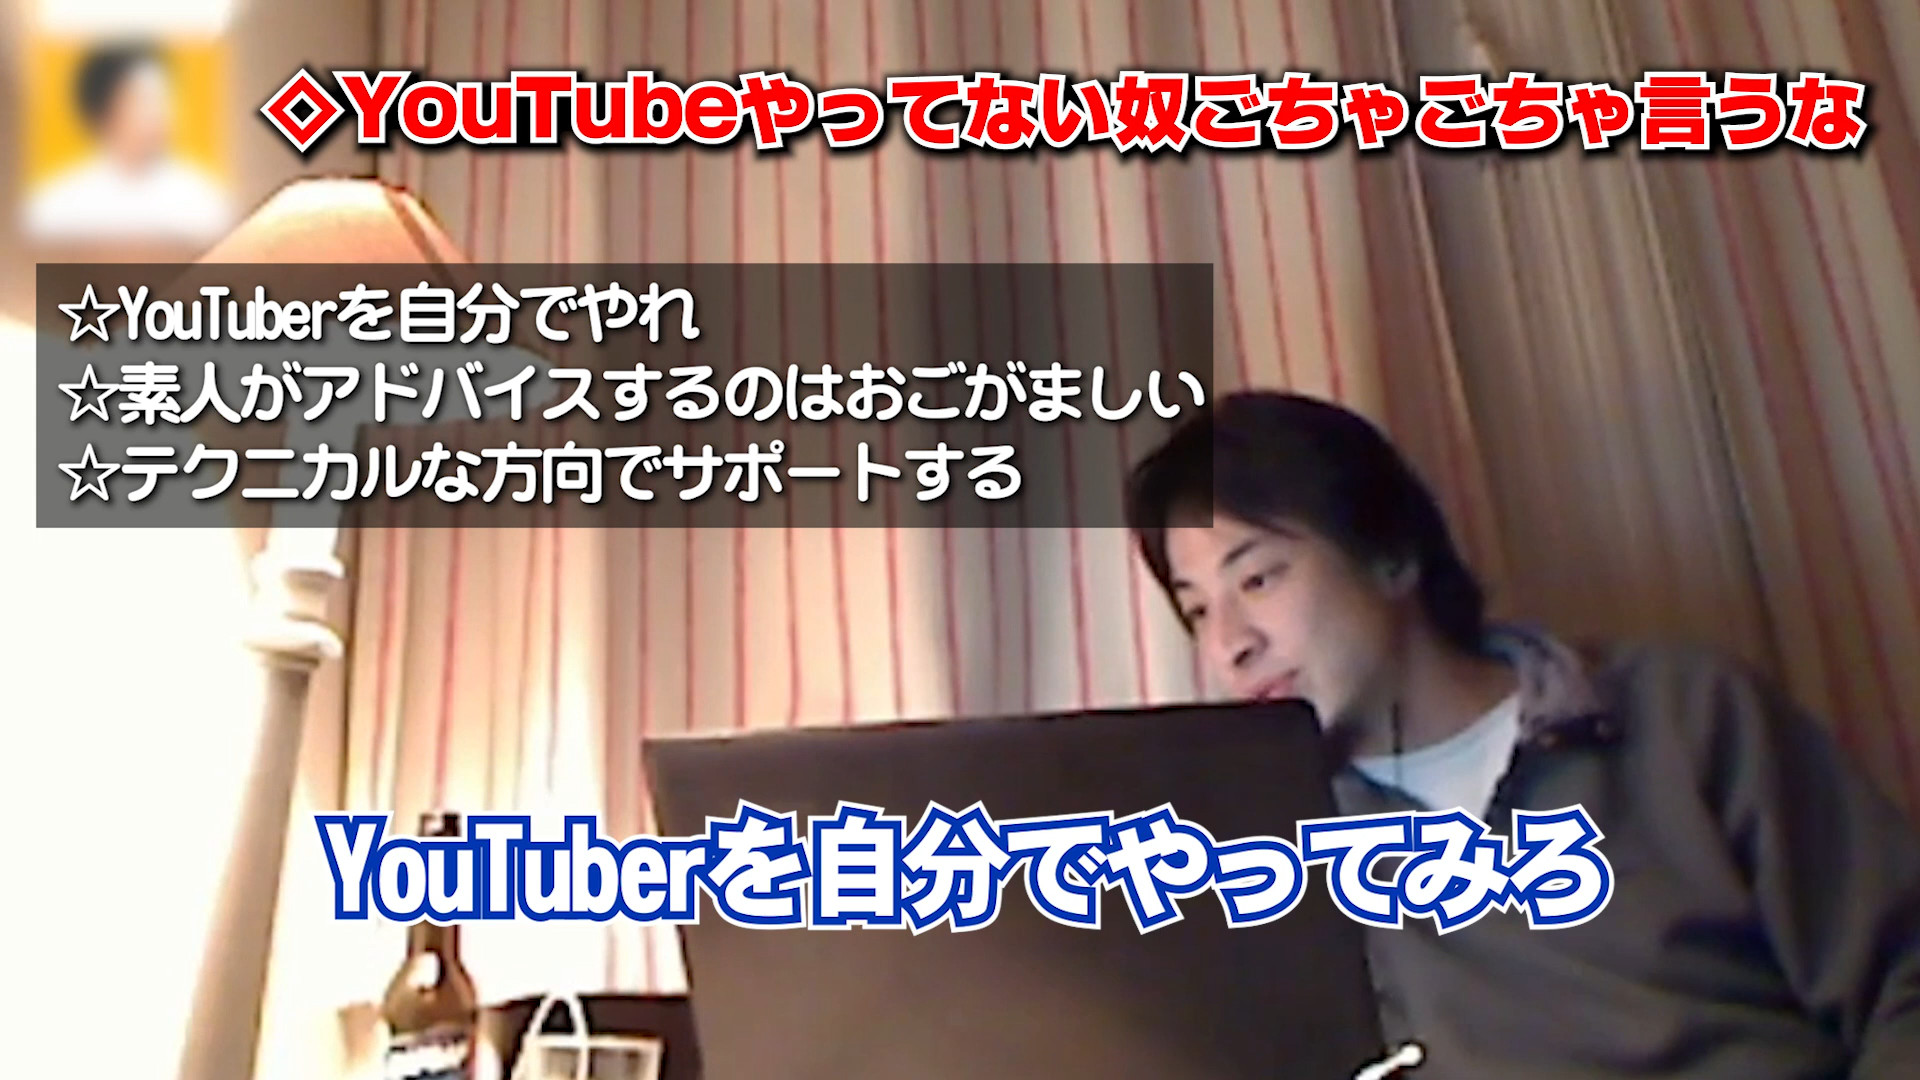 ◇YouTubeやってない奴ごちゃごちゃ言うな
☆YouTuberを自分でやれ
☆素人がアドバイスするのはおごがましい
☆テクニカルな方向でサポートする
YouTuberを自分でやってみろ